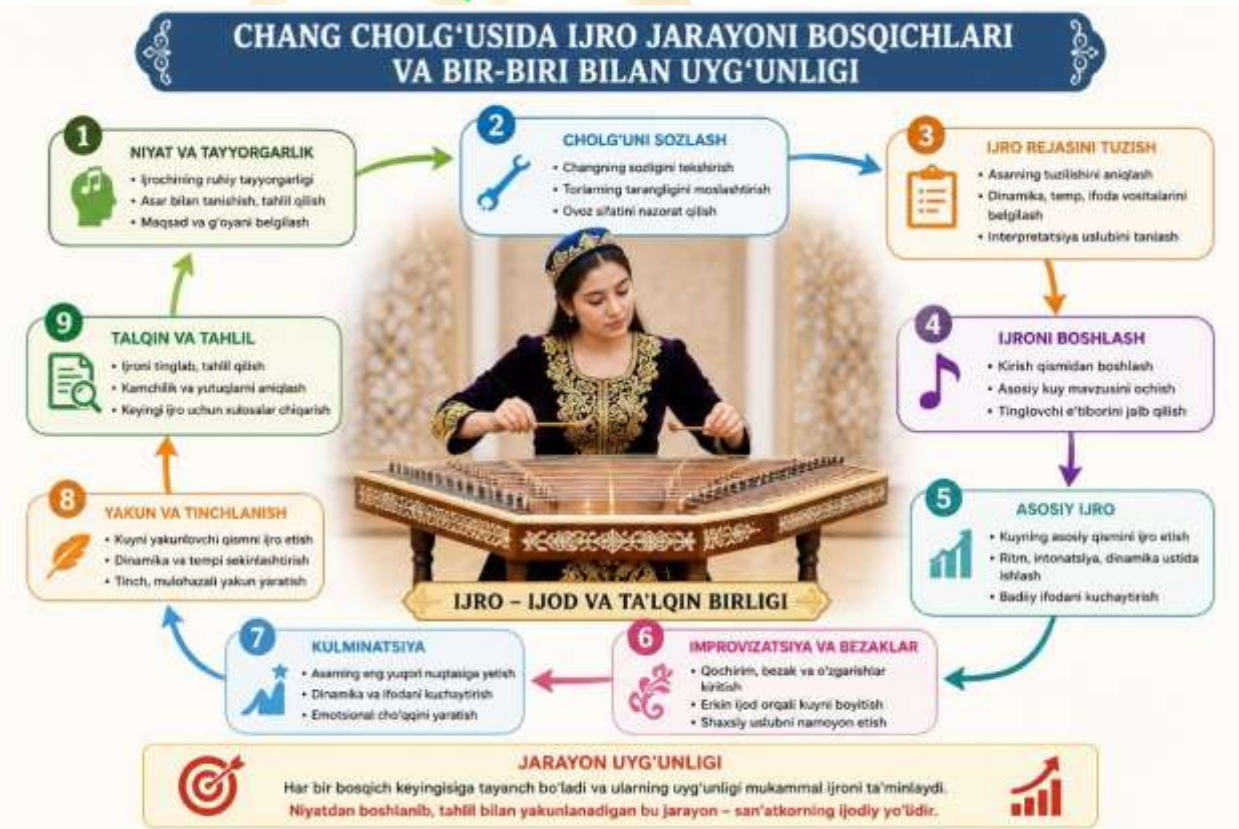 CHANG CHOLG‘USIDA IJRO JARAYONI BOSQICHLARI
VA BIR-BIRI BILAN UYG‘UNLIGI
1
NIYAT VA TAYYORGARLIK
• Ijrochining ruhiy tayyorgarligi
• Asar bilan tanishish, tahlil qilish
• Maqsad va g‘oyani belgilash
2
CHOLG‘UNI SOZLASH
• Changning sozligini tekshirish
• Torlarning tarangligini moslashtirish
• Ovoz sifatini nazorat qilish
3
IJRO REJASINI TUZISH
• Asarning tuzilishini aniqlash
• Dinamika, temp, ifoda vositalarini
belgilash
• Interpretatsiya uslubini tanlash
4
IJRONI BOSHLASH
• Kirish qismidan boshlash
• Asosiy kuy mavzusini ochish
• Tinglovchi e’tiborini jalb qilish
5
ASOSIY IJRO
• Kuyning asosiy qismini ijro etish
• Ritm, intonatsiya, dinamika ustida
ishlash
• Badiiy ifodani kuchaytirish
6
IMPROVIZATSIYA VA BEZAKLAR
• Qochirim, bezak va o‘zgarishlar
kiritish
• Erkin ijod orqali kuyni boyitish
• Shaxsiy uslubni namoyon etish
7
KULMINATSIYA
• Asarning eng yuqori nuqtasiga yetish
• Dinamika va ifodani kuchaytirish
• Emotsional cho‘qqini yaratish
8
YAKUN VA TINCHLANISH
• Kuyni yakunlovchi qismni ijro etish
• Dinamika va tempi sekinlashtirish
• Tinch, mulohazali yakun yaratish
9
TALQIN VA TAHLIL
• Ijroni tinglab, tahlil qilish
• Kamchilik va yutuqlarni aniqlash
• Keyingi ijro uchun xulosalar chiqarish
IJRO – IJOD VA TA’LQIN BIRLIGI
JARAYON UYG‘UNLIGI
Har bir bosqich keyingisiga tayanch bo‘ladi va ularning uyg‘unligi mukammal ijroni ta’minlaydi.
Niyatdan boshlanib, tahlil bilan yakunlanadigan bu jarayon – san’atkorning ijodiy yo‘lidir.